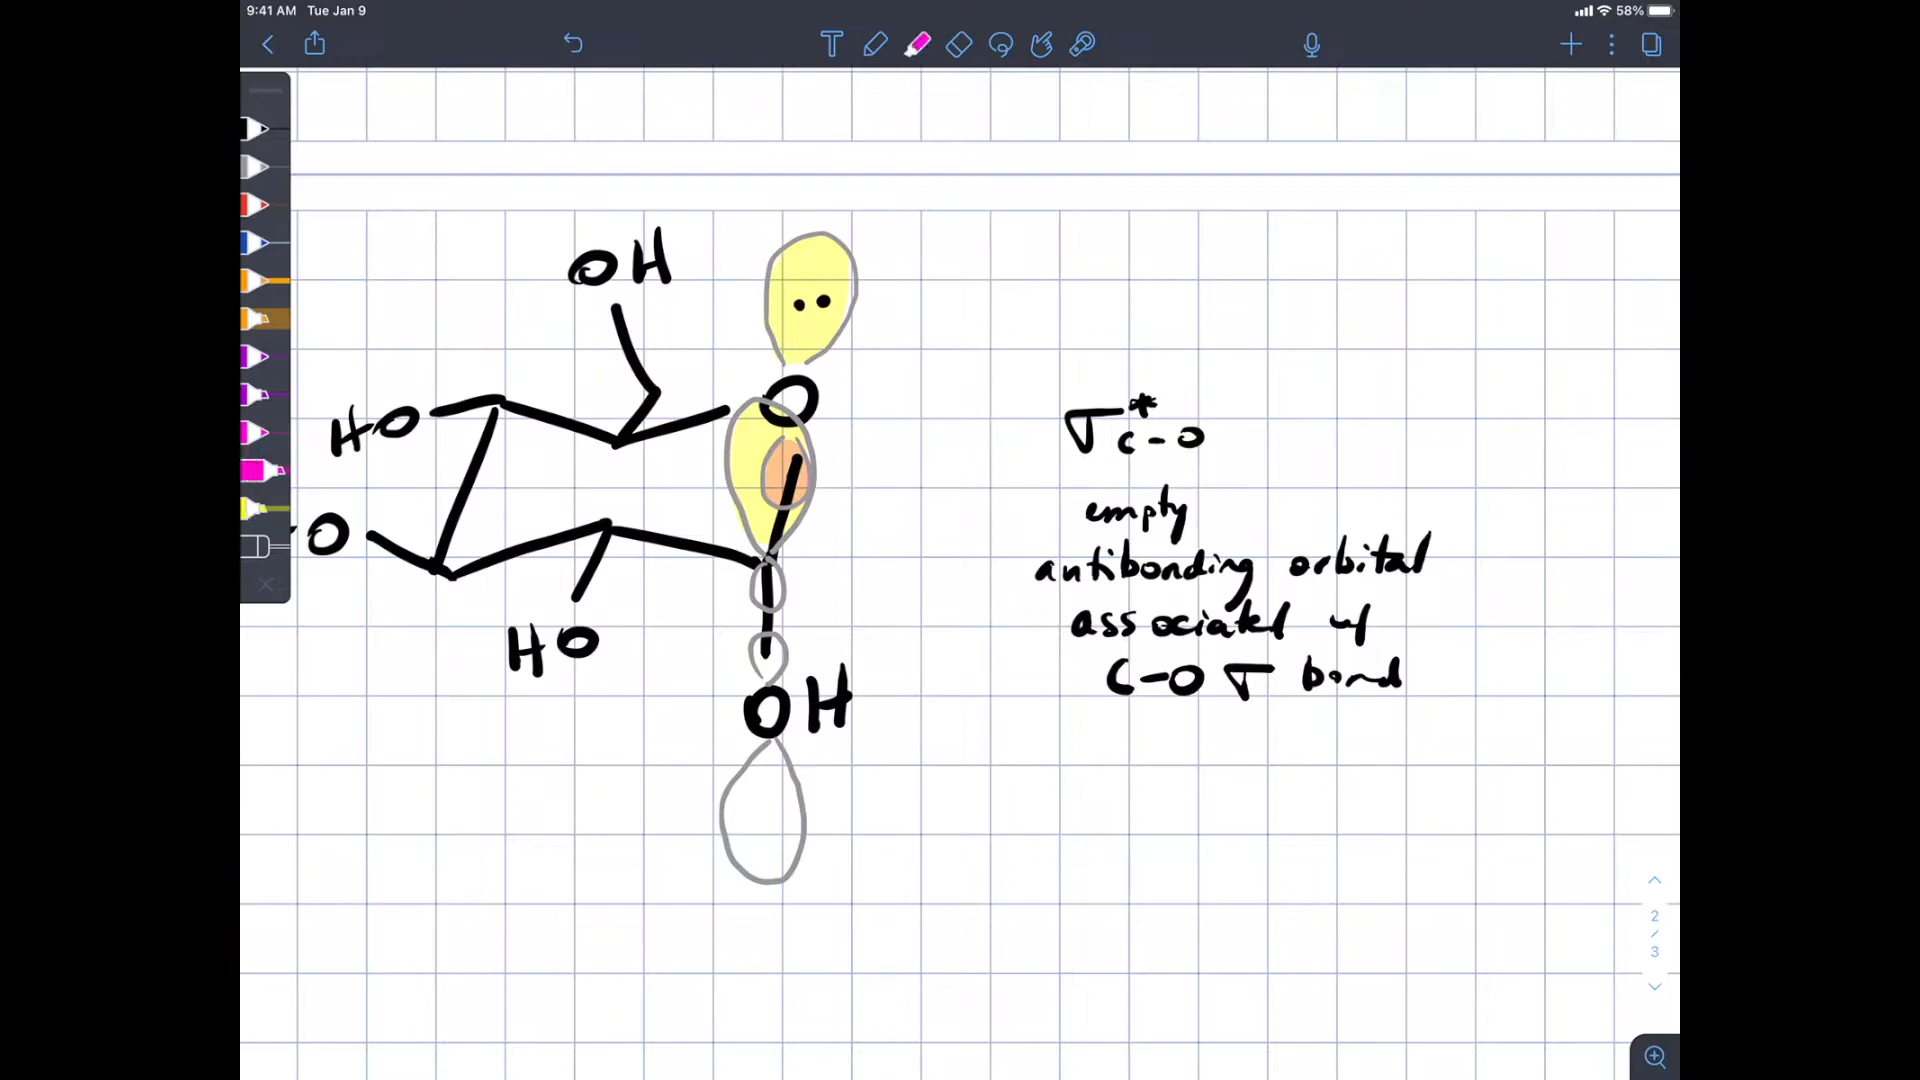 9:41 AM Tue Jan 9
58%
OH
O
HO
O
HO
OH
σ*C-O
empty
antibonding orbital
associated w/
C-O σ bond
2
/
3